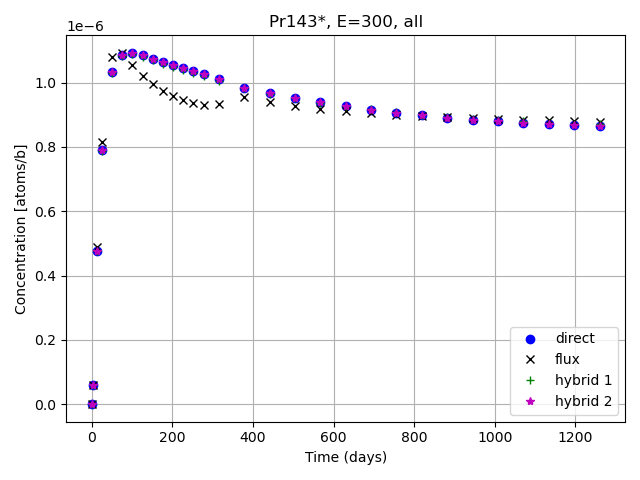 Pr143*, E=300, all
1e−6
1.0
0.8
0.6
0.4
0.2
0.0
Concentration [atoms/b]
0 200 400 600 800 1000 1200
Time (days)
direct
flux
hybrid 1
hybrid 2